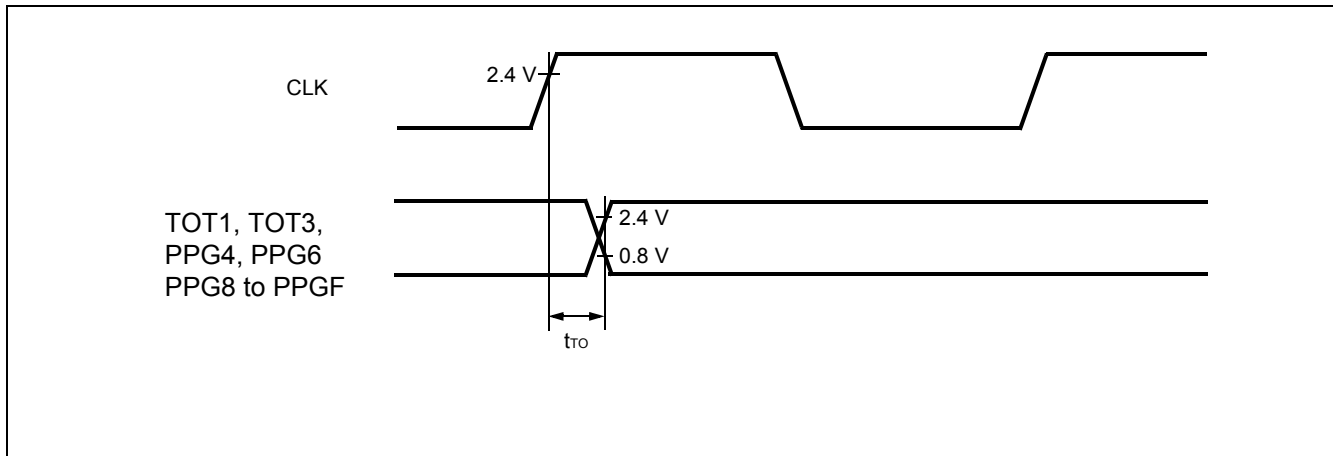 2.4 V
CLK
TOT1, TOT3,
PPG4, PPG6
PPG8 to PPGF
2.4 V
0.8 V
tTO